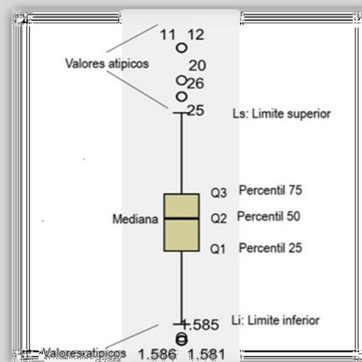 11 12
Valores atipicos
20
26
25
Ls: Limite superior
Q3 Percentil 75
Mediana Q2 Percentil 50
Q1 Percentil 25
1.585 Li: Limite inferior
Valores atipicos
1.586 1.581